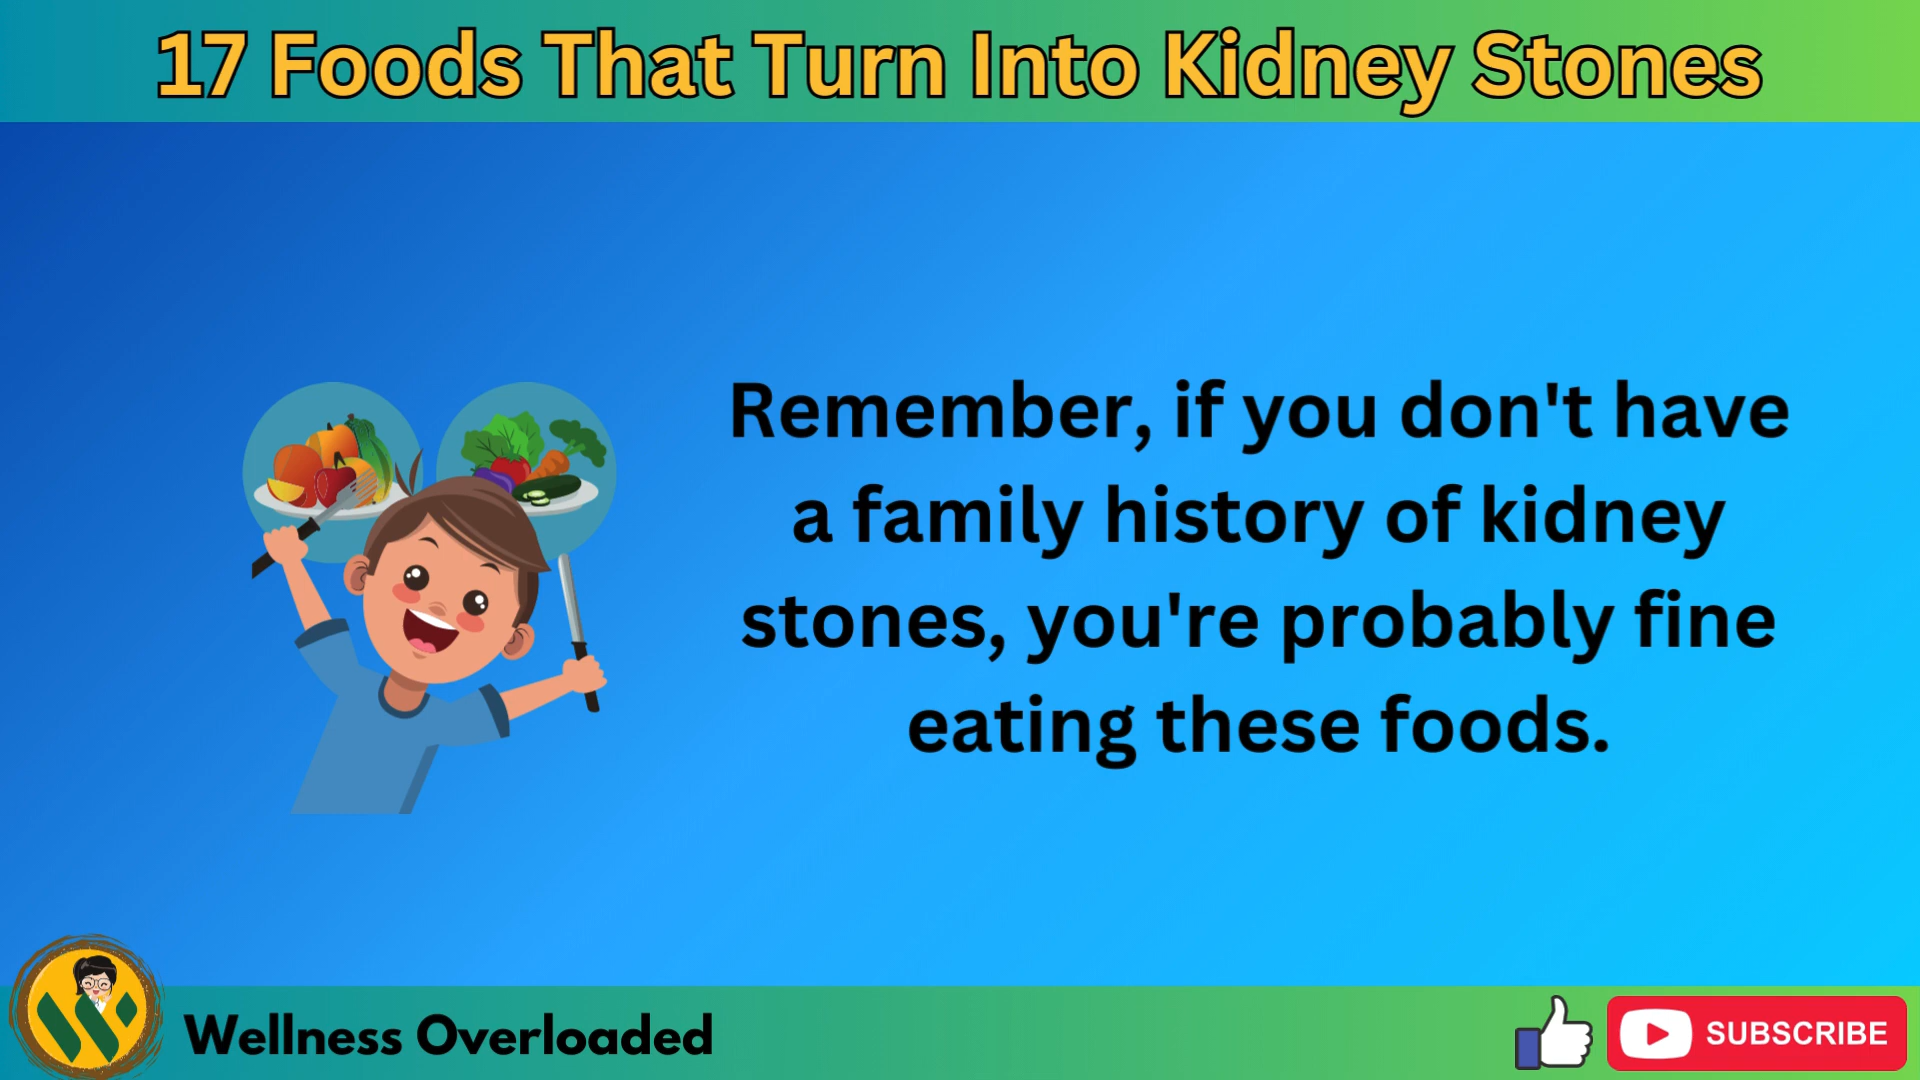 17 Foods That Turn Into Kidney Stones
Remember, if you don't have
a family history of kidney
stones, you're probably fine
eating these foods.
Wellness Overloaded
SUBSCRIBE